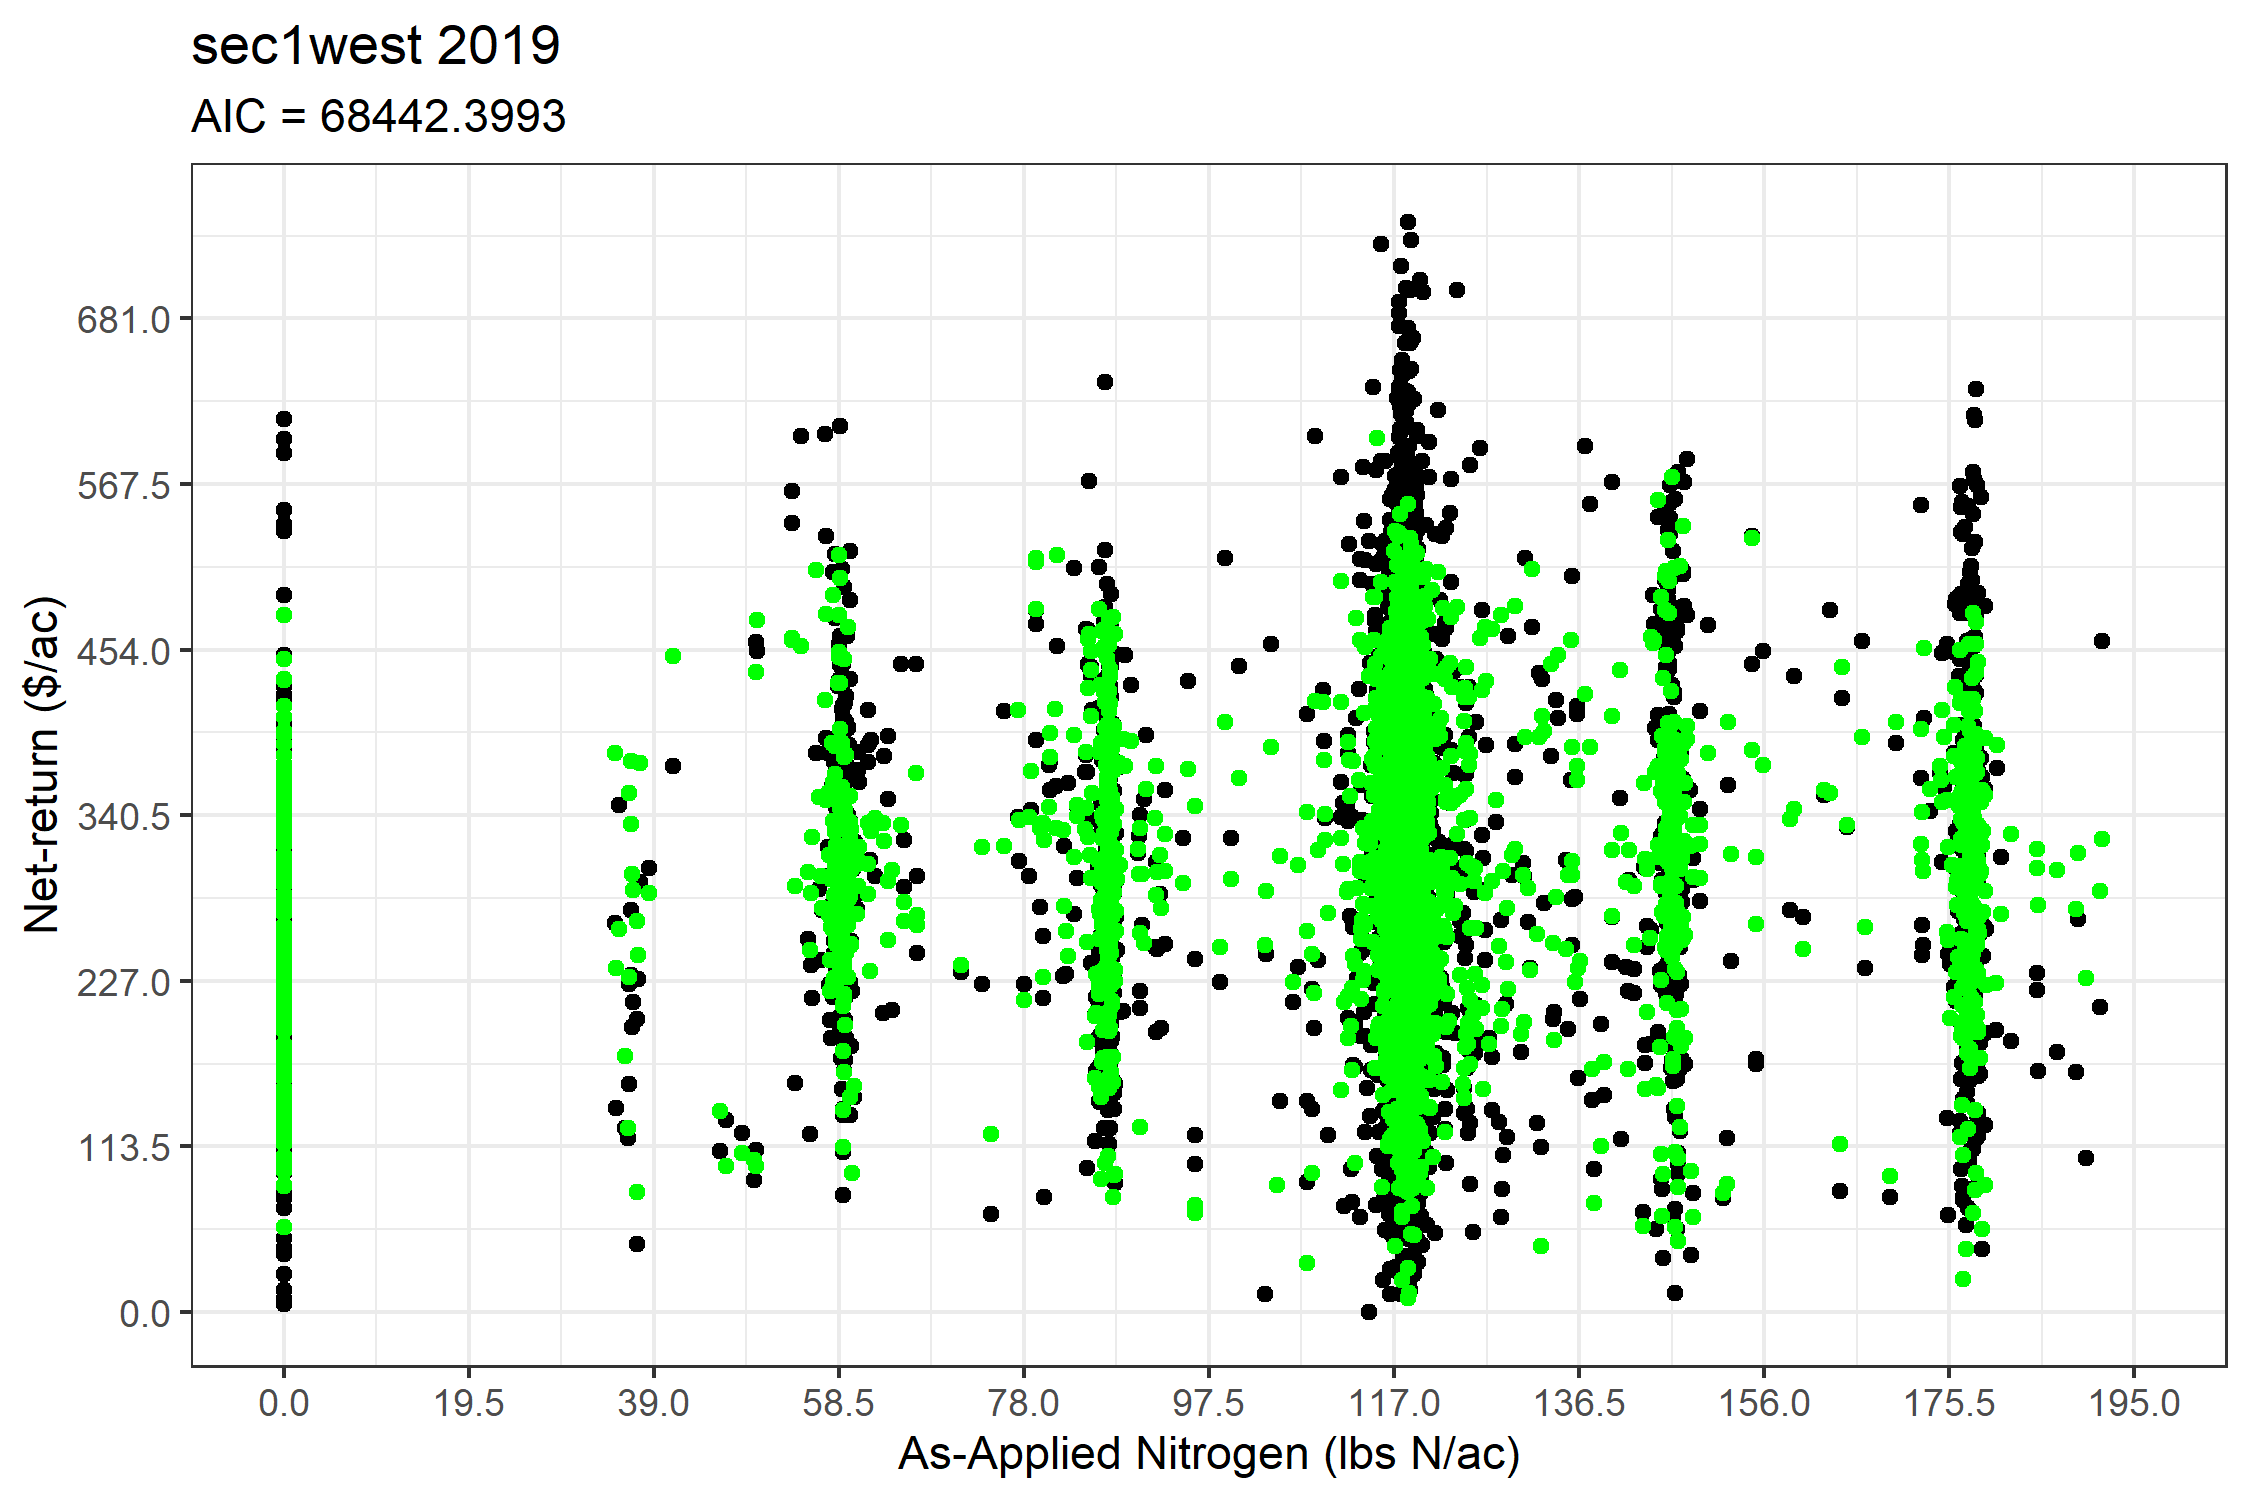 sec1west 2019
AIC = 68442.3993
Net-return ($/ac)
681.0
567.5
454.0
340.5
227.0
113.5
0.0
0.0 19.5 39.0 58.5 78.0 97.5 117.0 136.5 156.0 175.5 195.0
As-Applied Nitrogen (lbs N/ac)